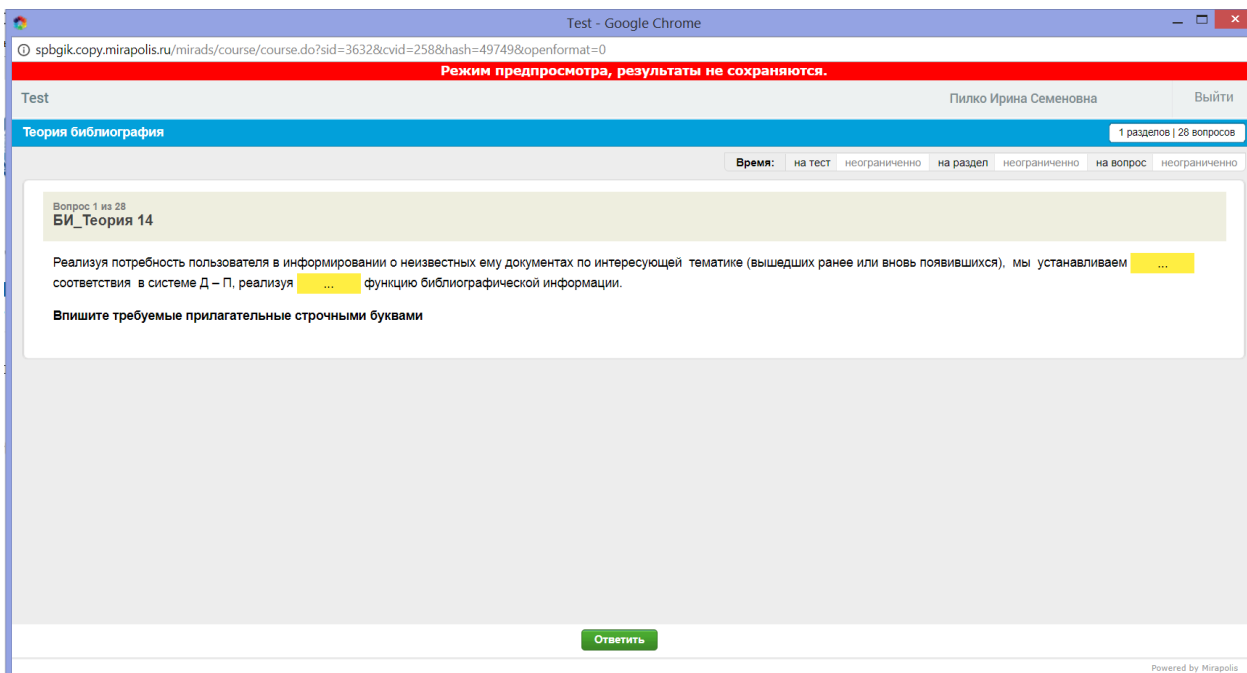 Test - Google Chrome
spbgik.copy.mirapolis.ru/mirads/course/course.do?sid=3632&cvid=258&hash=49749&openformat=0
Режим предпросмотра, результаты не сохраняются.
Test Пилко Ирина Семеновна Выйти
Теория библиография 1 разделов | 28 вопросов
Время: на тест неограниченно на раздел неограниченно на вопрос неограниченно
Вопрос 1 из 28
БИ_Теория 14
Реализуя потребность пользователя в информировании о неизвестных ему документах по интересующей тематике (вышедших ранее или вновь появившихся), мы устанавливаем ...
соответствия в системе Д – П, реализуя ... функцию библиографической информации.
Впишите требуемые прилагательные строчными буквами
Ответить
Powered by Mirapolis